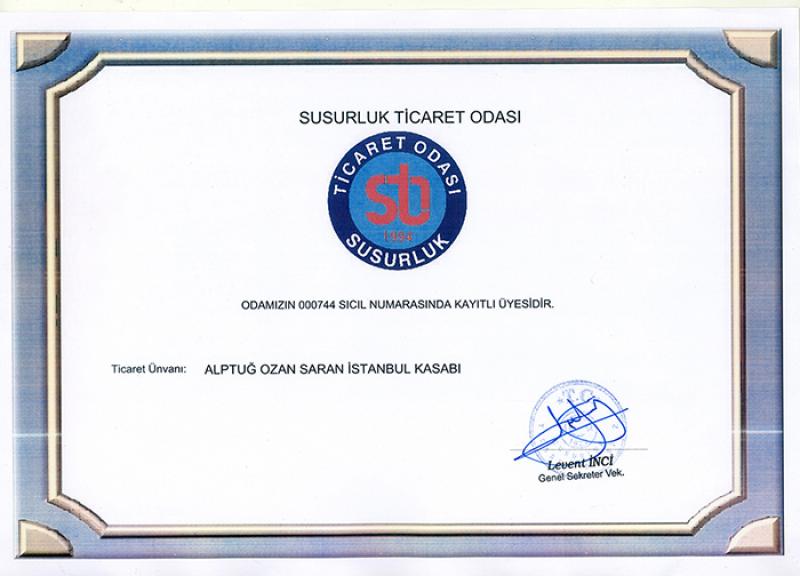 SUSURLUK TİCARET ODASI
TİCARET ODASI
sto
SUSURLUK
ODAMIZIN 000744 SICIL NUMARASINDA KAYITLI ÜYESİDİR.
Ticaret Ünvanı: ALPTUĞ OZAN SARAN İSTANBUL KASABI
T.C.
Levent İNCİ
Genel Sekreter Vek.